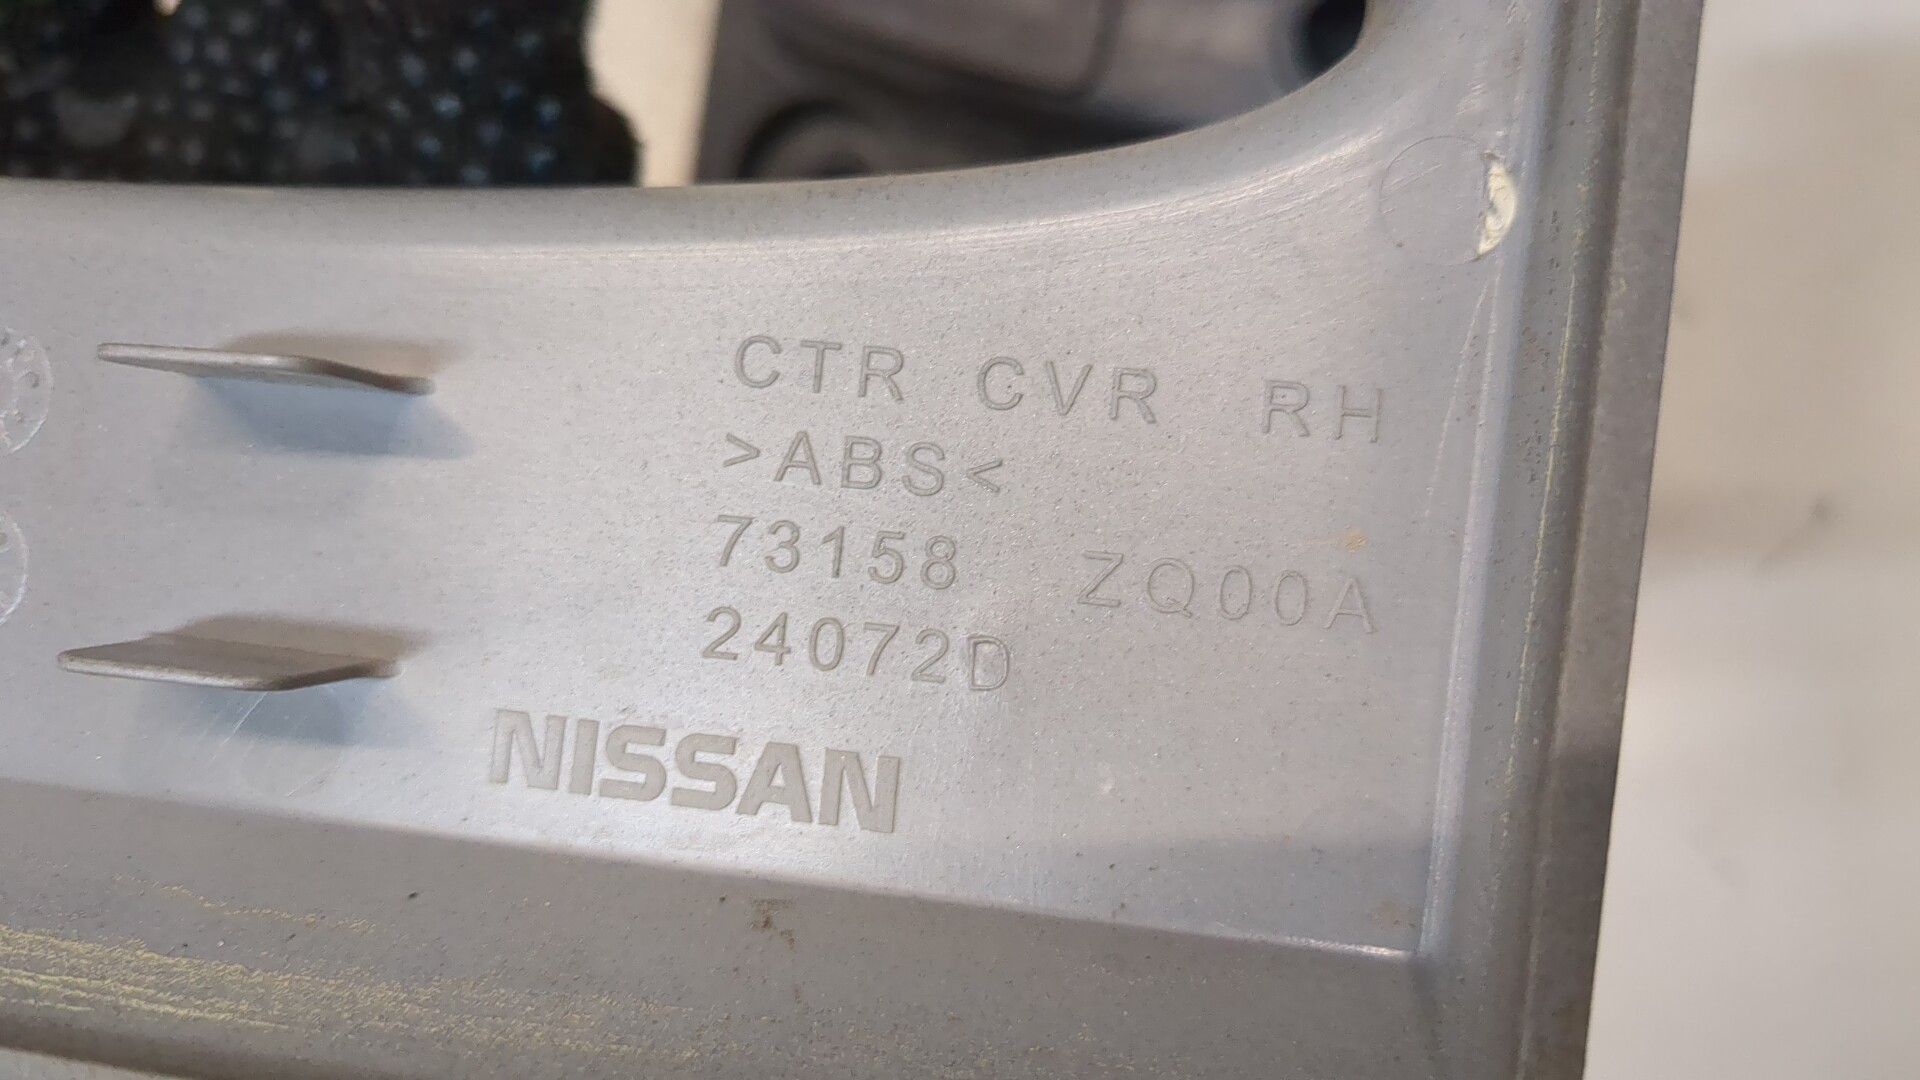 CTR CVR RH
>ABS<
73158 ZQ00A
24072D
NISSAN